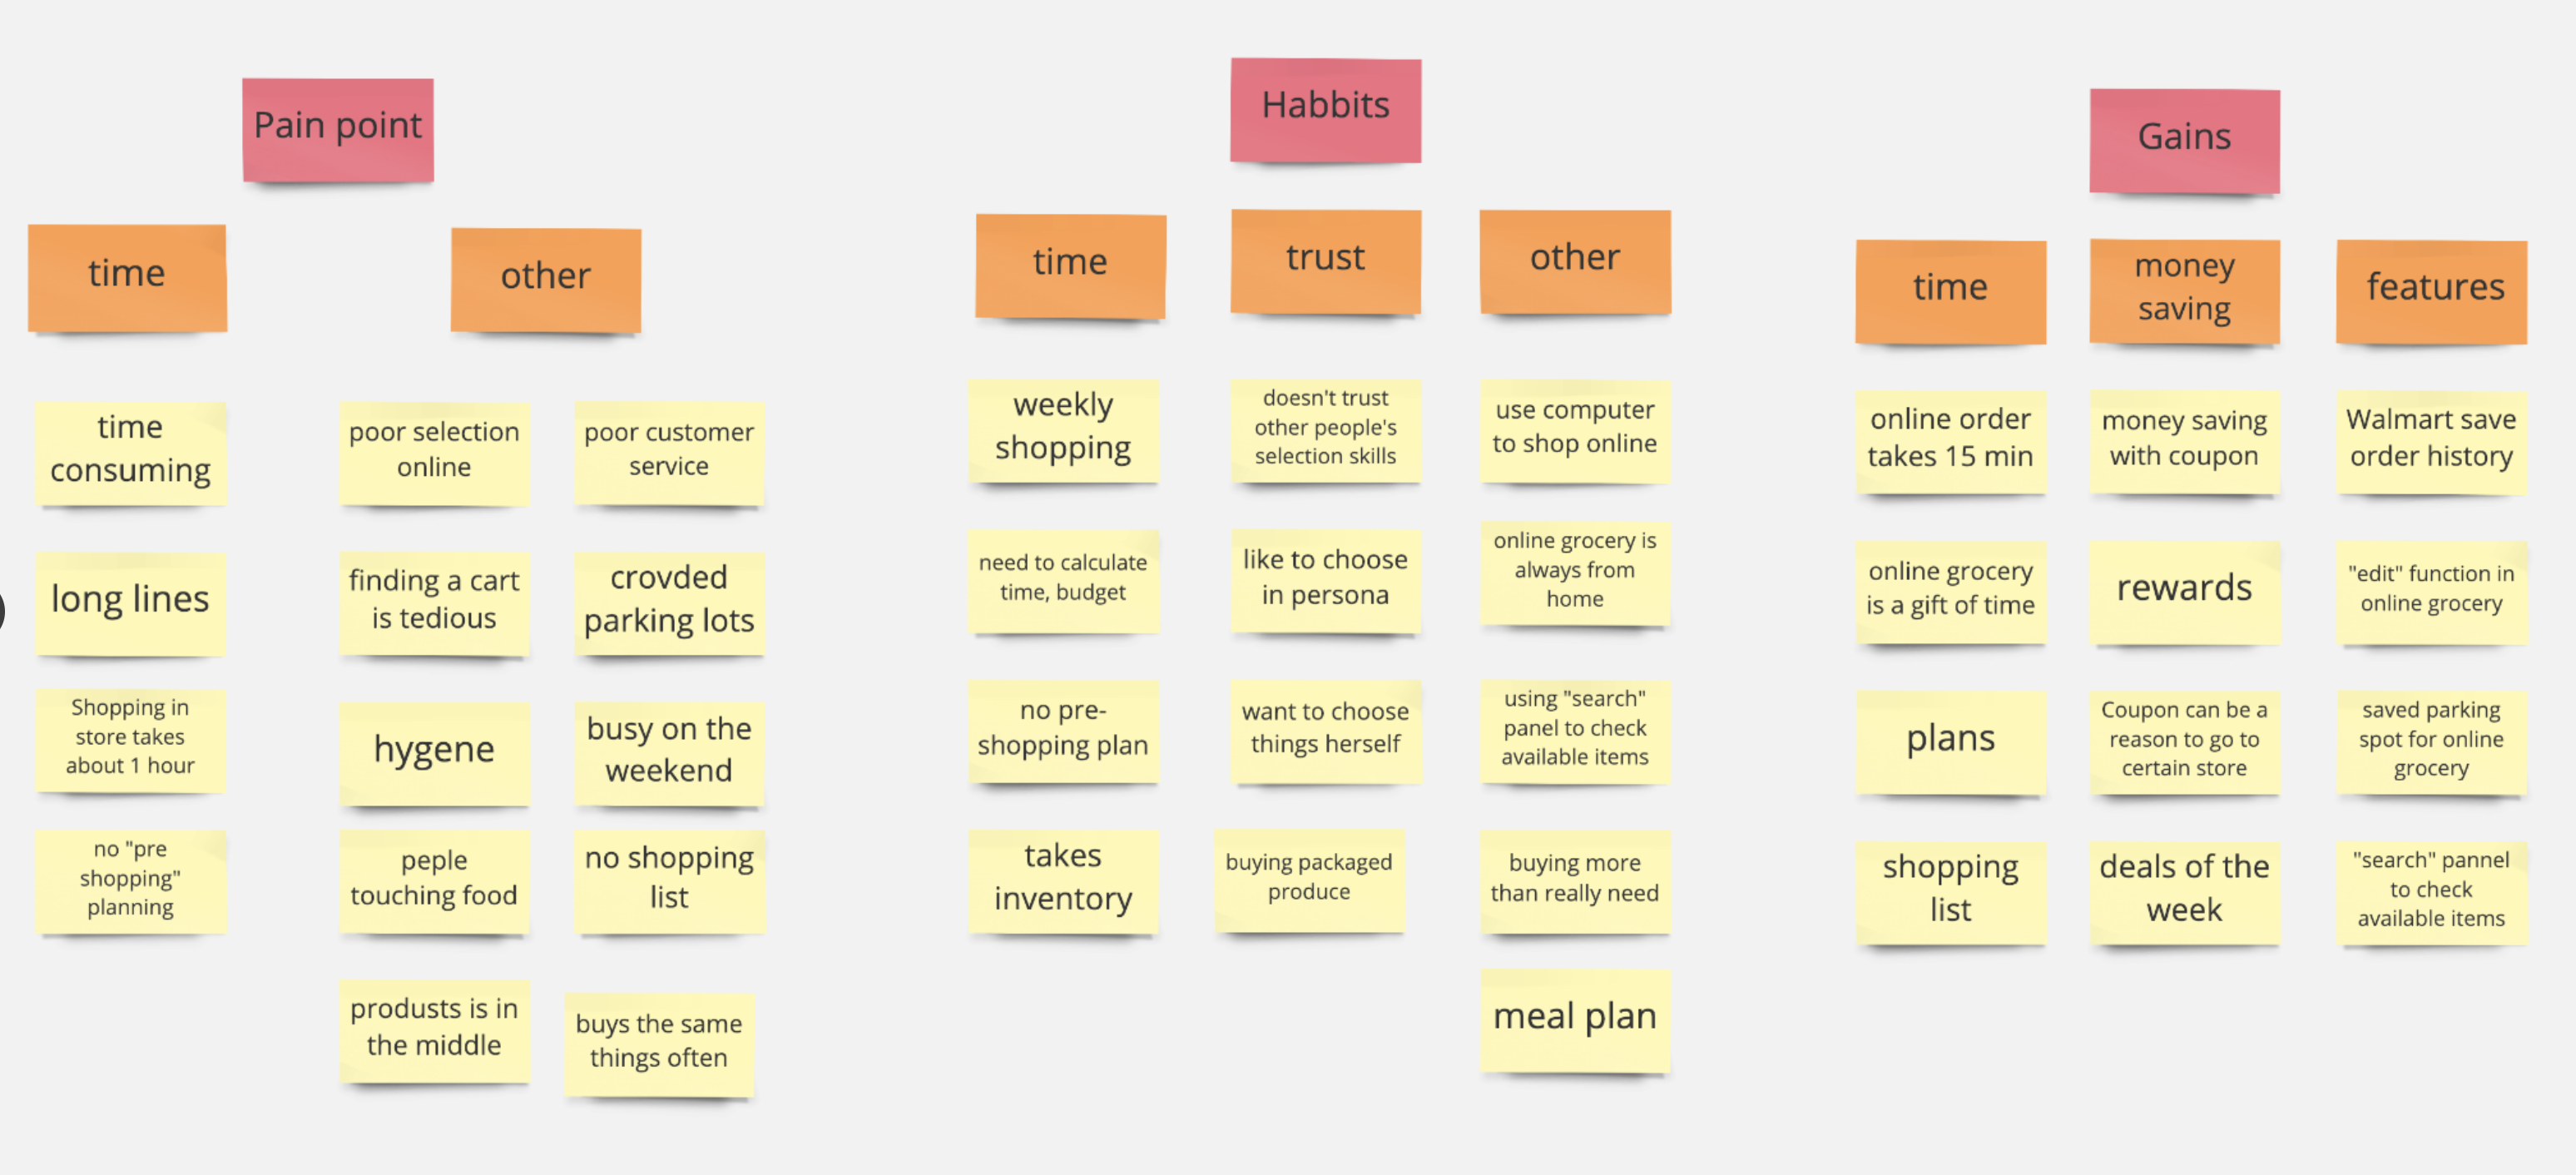 Pain point
time
other
time
consuming
long lines
Shopping in
store takes
about 1 hour
no "pre
shopping"
planning
poor selection
online
finding a cart
is tedious
hygene
peple
touching food
produsts is in
the middle
poor customer
service
crovded
parking lots
busy on the
weekend
no shopping
list
buys the same
things often
Habbits
time
trust
other
weekly
shopping
need to calculate
time, budget
no pre-
shopping plan
takes
inventory
doesn't trust
other people's
selection skills
like to choose
in persona
want to choose
things herself
buying packaged
produce
use computer
to shop online
online grocery is
always from
home
using "search"
panel to check
available items
buying more
than really need
meal plan
Gains
time
money
saving
features
online order
takes 15 min
online grocery
is a gift of time
plans
shopping
list
money saving
with coupon
rewards
Coupon can be a
reason to go to
certain store
deals of the
week
Walmart save
order history
"edit" function in
online grocery
saved parking
spot for online
grocery
"search" pannel
to check
available items